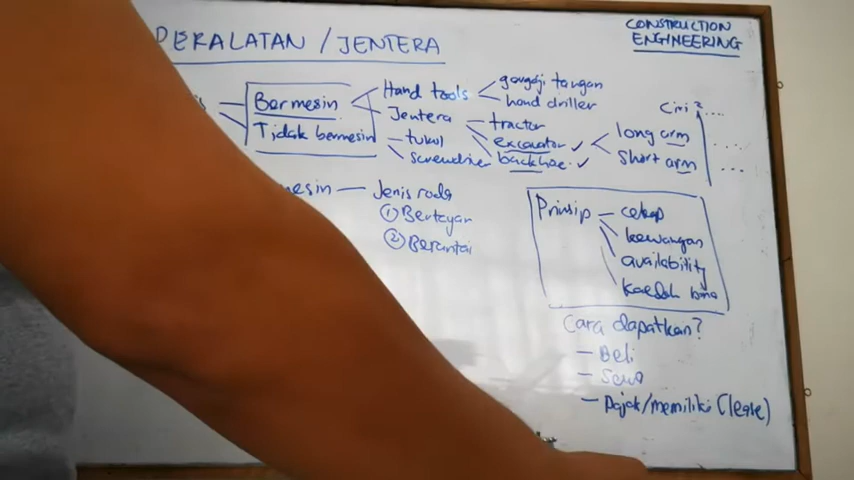 PERALATAN / JENTERA
CONSTRUCTION
ENGINEERING
Bermesin
Tidak bermesin
Hand tools
gergaji tangan
hand driller
Jentera
tractor
excavator ✓
backhoe ✓
long arm
short arm
Ciri ²....
tukul
screwdriver
mesin — Jenis roda
① Bertayar
② Berantai
Prinsip
cekap
kewangan
availability
kaedah bina
Cara dapatkan?
— Beli
— Sewa
— Pajak/memiliki (lease)